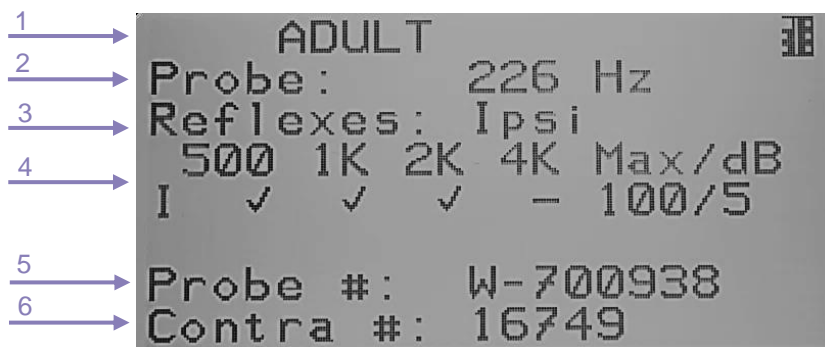 1 ADULT
2 Probe: 226 Hz
3 Reflexes: Ipsi
500 1K 2K 4K Max/dB
4 I ✓ ✓ ✓ – 100/5
5 Probe #: W-700938
6 Contra #: 16749